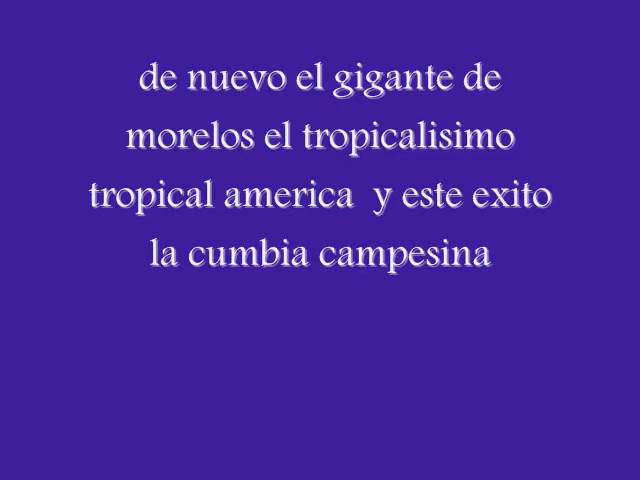 de nuevo el gigante de
morelos el tropicalisimo
tropical america  y este exito
la cumbia campesina